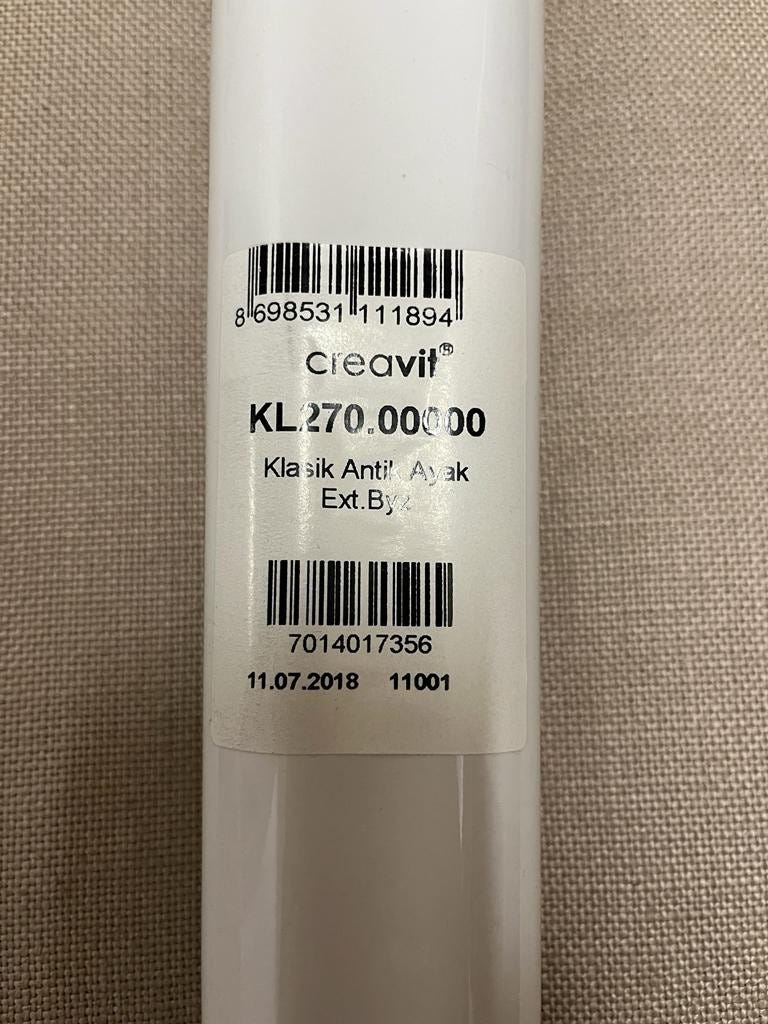 8 698531 111894
creavit®
KL270.00000
Klasik Antik Ayak
Ext.Byz
7014017356
11.07.2018 11001